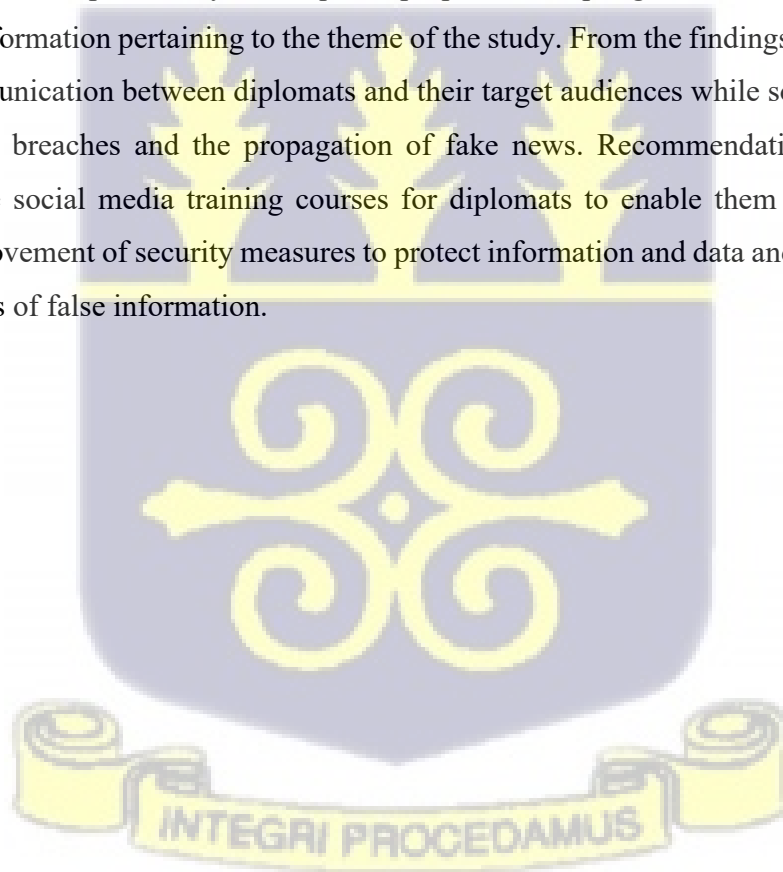 formation pertaining to the theme of the study. From the findings
unication between diplomats and their target audiences while s
breaches and the propagation of fake news. Recommendati
social media training courses for diplomats to enable them
ovement of security measures to protect information and data an
s of false information.
INTEGRI PROCEDAMUS